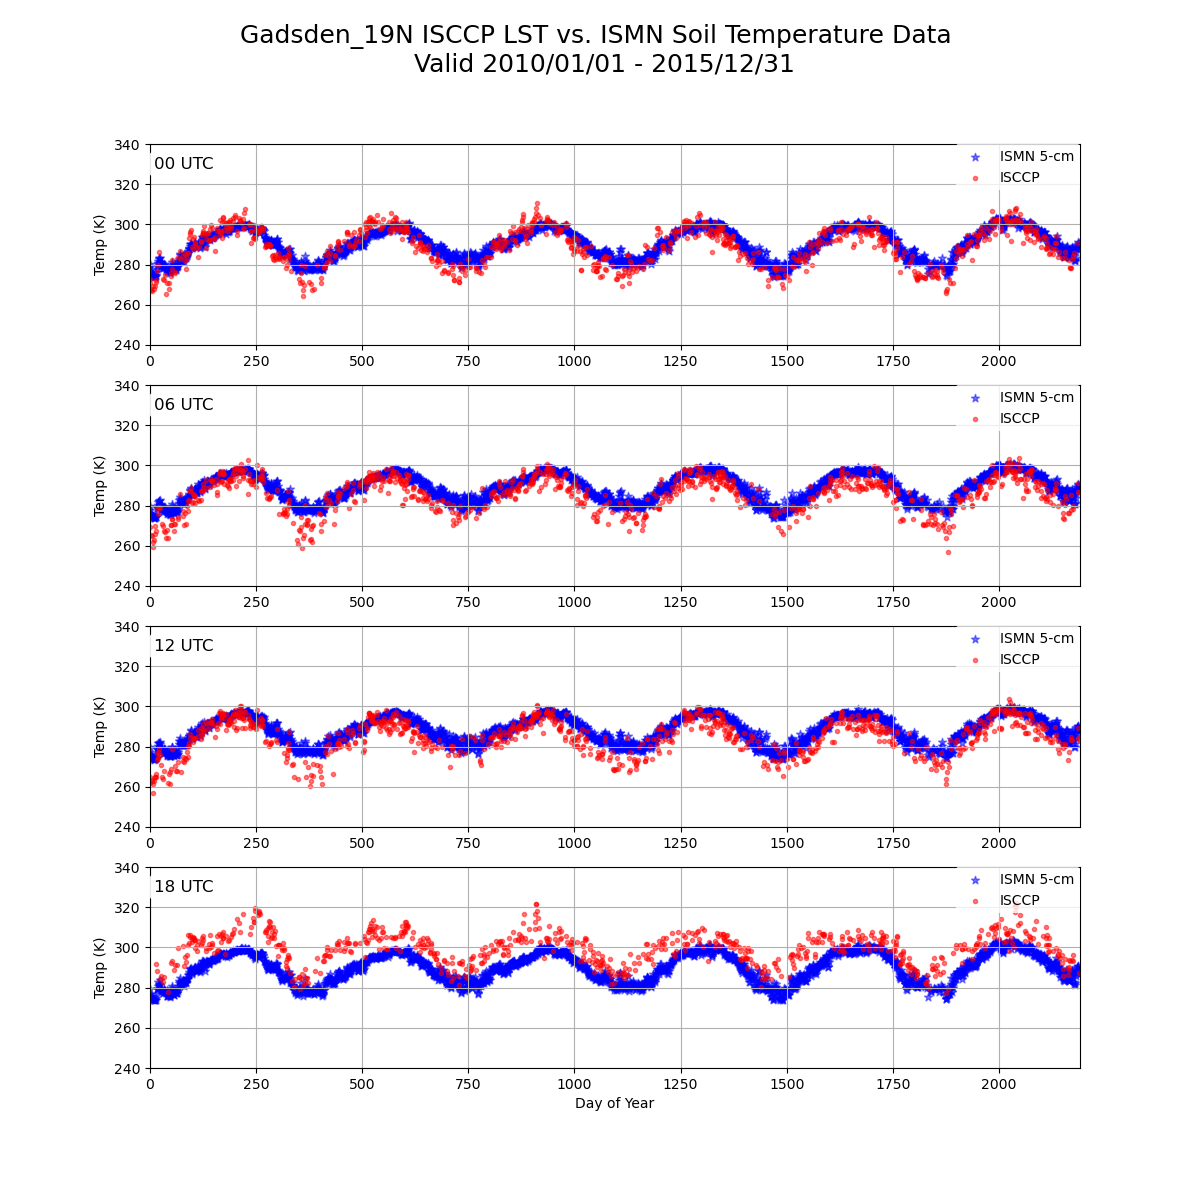 Gadsden_19N ISCCP LST vs. ISMN Soil Temperature Data
Valid 2010/01/01 - 2015/12/31
340
320
300
280
260
240
Temp (K)
00 UTC
ISMN 5-cm
ISCCP
0 250 500 750 1000 1250 1500 1750 2000
340
320
300
280
260
240
Temp (K)
06 UTC
ISMN 5-cm
ISCCP
0 250 500 750 1000 1250 1500 1750 2000
340
320
300
280
260
240
Temp (K)
12 UTC
ISMN 5-cm
ISCCP
0 250 500 750 1000 1250 1500 1750 2000
340
320
300
280
260
240
Temp (K)
18 UTC
ISMN 5-cm
ISCCP
0 250 500 750 1000 1250 1500 1750 2000
Day of Year